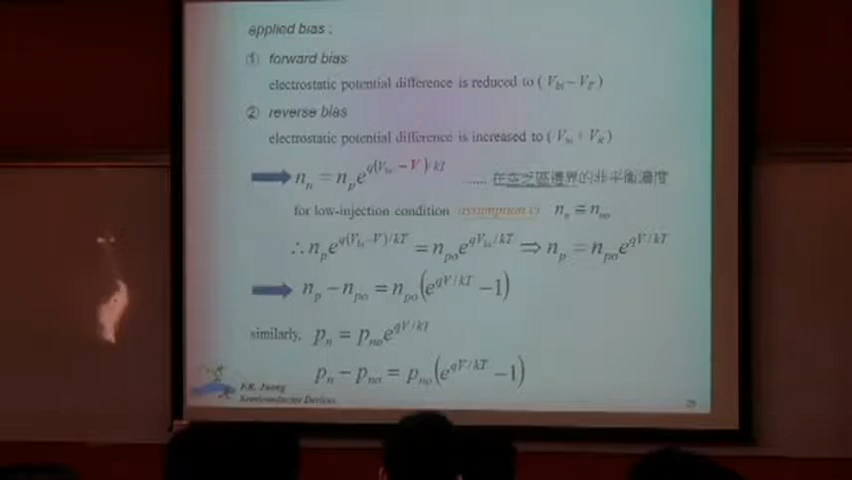 applied bias :
① forward bias
electrostatic potential difference is reduced to ( V_bi − V_F )
② reverse bias
electrostatic potential difference is increased to ( V_bi + V_R )
n_n = n_p e^{q(V_bi − V)/kT} ...... 在空乏區邊界的非平衡濃度
for low-injection condition n_n ≅ n_no
∴ n_p e^{q(V_bi−V)/kT} = n_po e^{qV_bi/kT} ⇒ n_p = n_po e^{qV/kT}
n_p − n_po = n_po (e^{qV/kT} − 1)
similarly, p_n = p_no e^{qV/kT}
p_n − p_no = p_no (e^{qV/kT} − 1)
Semiconductor Devices